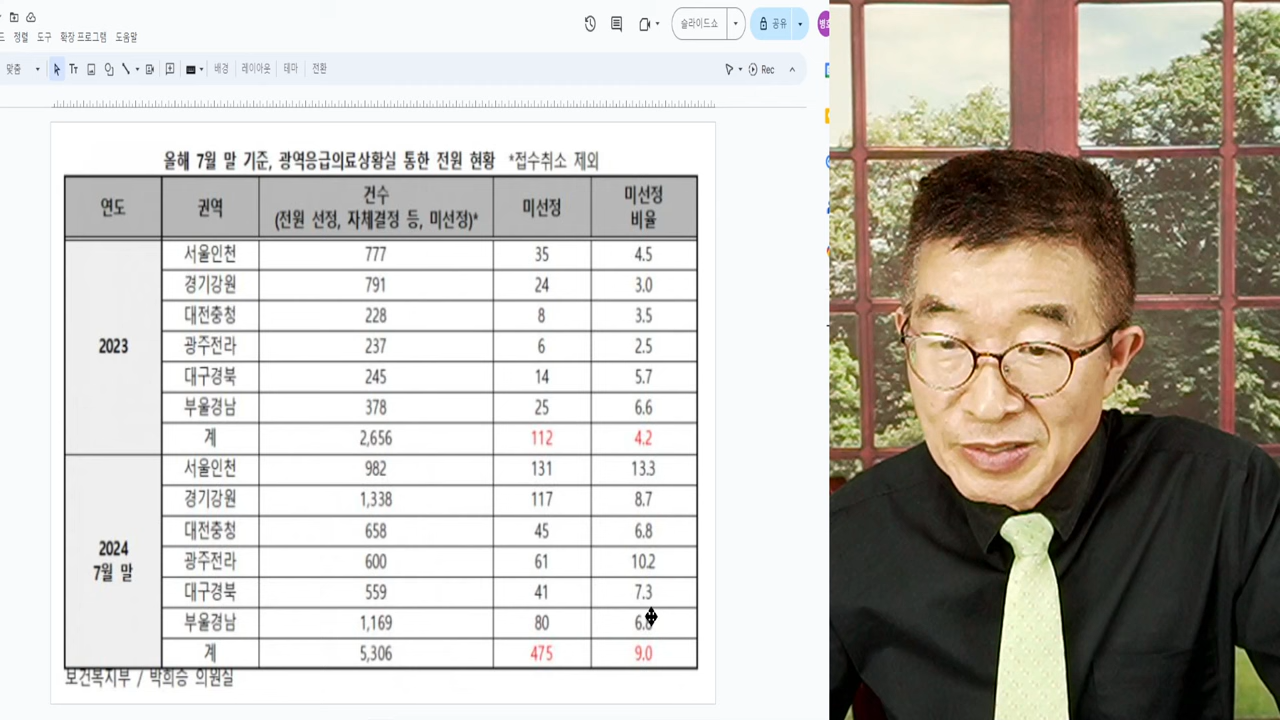 정렬 도구 확장 프로그램 도움말
슬라이드쇼
공유
맞춤
Tт
배경 레이아웃 테마 전환
Rec
올해 7월 말 기준, 광역응급의료상황실 통한 전원 현황 *접수취소 제외
연도 권역 건수 (전원 선정, 자체결정 등, 미선정)* 미선정 미선정 비율
2023
서울인천 777 35 4.5
경기강원 791 24 3.0
대전충청 228 8 3.5
광주전라 237 6 2.5
대구경북 245 14 5.7
부울경남 378 25 6.6
계 2,656 112 4.2
2024
7월 말
서울인천 982 131 13.3
경기강원 1,338 117 8.7
대전충청 658 45 6.8
광주전라 600 61 10.2
대구경북 559 41 7.3
부울경남 1,169 80
계 5,306 475 9.0
보건복지부 / 박희승 의원실